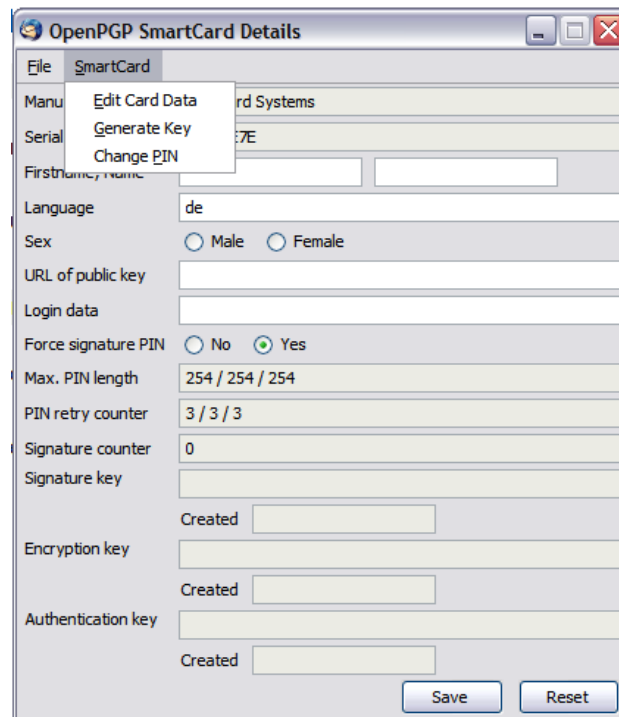 OpenPGP SmartCard Details
File SmartCard
Edit Card Data
Generate Key
Change PIN
Manu rd Systems
Serial E7E
Firstname, Name
Language de
Sex Male Female
URL of public key
Login data
Force signature PIN No Yes
Max. PIN length 254 / 254 / 254
PIN retry counter 3 / 3 / 3
Signature counter 0
Signature key
Created
Encryption key
Created
Authentication key
Created
Save Reset